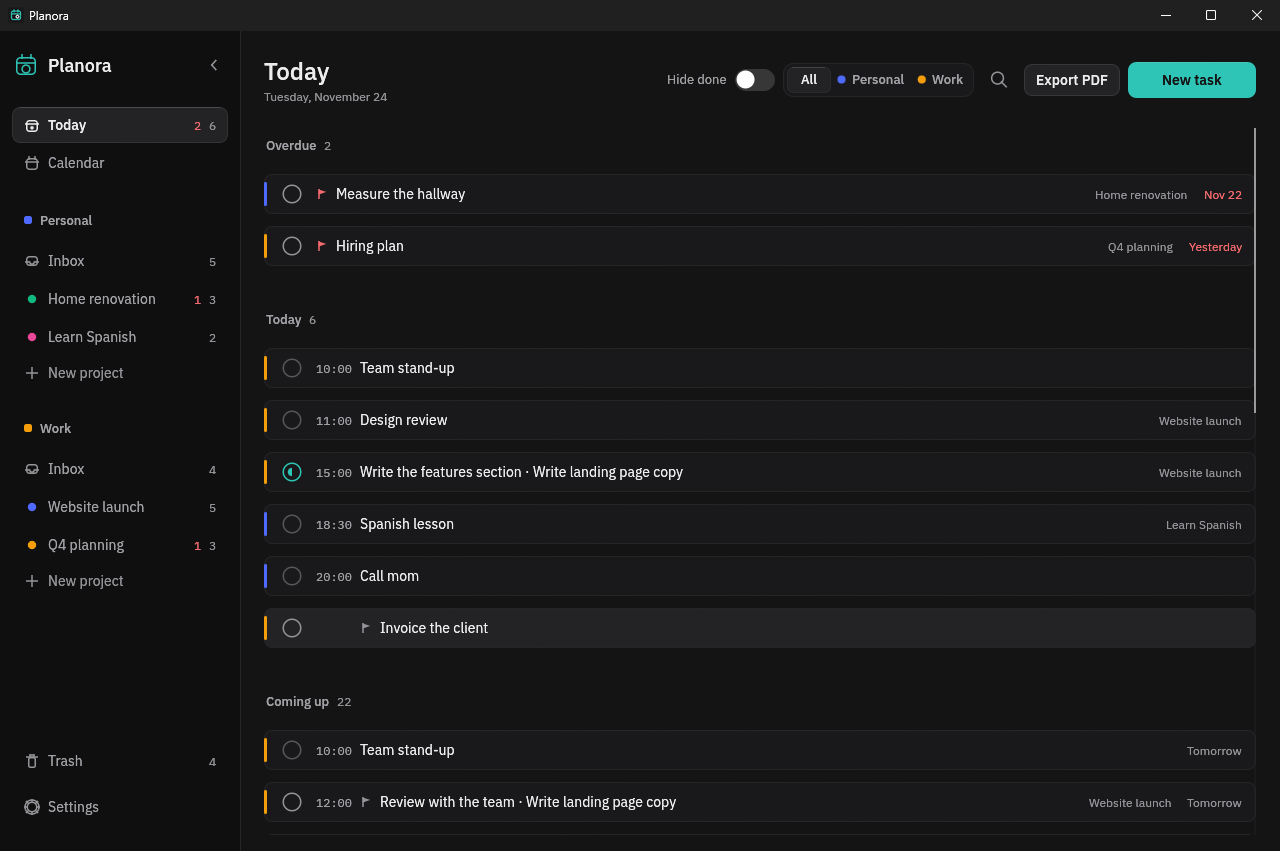 Planora
Planora
Today 2 6
Calendar
Personal
Inbox 5
Home renovation 1 3
Learn Spanish 2
New project
Work
Inbox 4
Website launch 5
Q4 planning 1 3
New project
Trash 4
Settings
Today
Tuesday, November 24
Hide done All Personal Work Export PDF New task
Overdue 2
Measure the hallway Home renovation Nov 22
Hiring plan Q4 planning Yesterday
Today 6
10:00 Team stand-up
11:00 Design review Website launch
15:00 Write the features section · Write landing page copy Website launch
18:30 Spanish lesson Learn Spanish
20:00 Call mom
Invoice the client
Coming up 22
10:00 Team stand-up Tomorrow
12:00 Review with the team · Write landing page copy Website launch Tomorrow